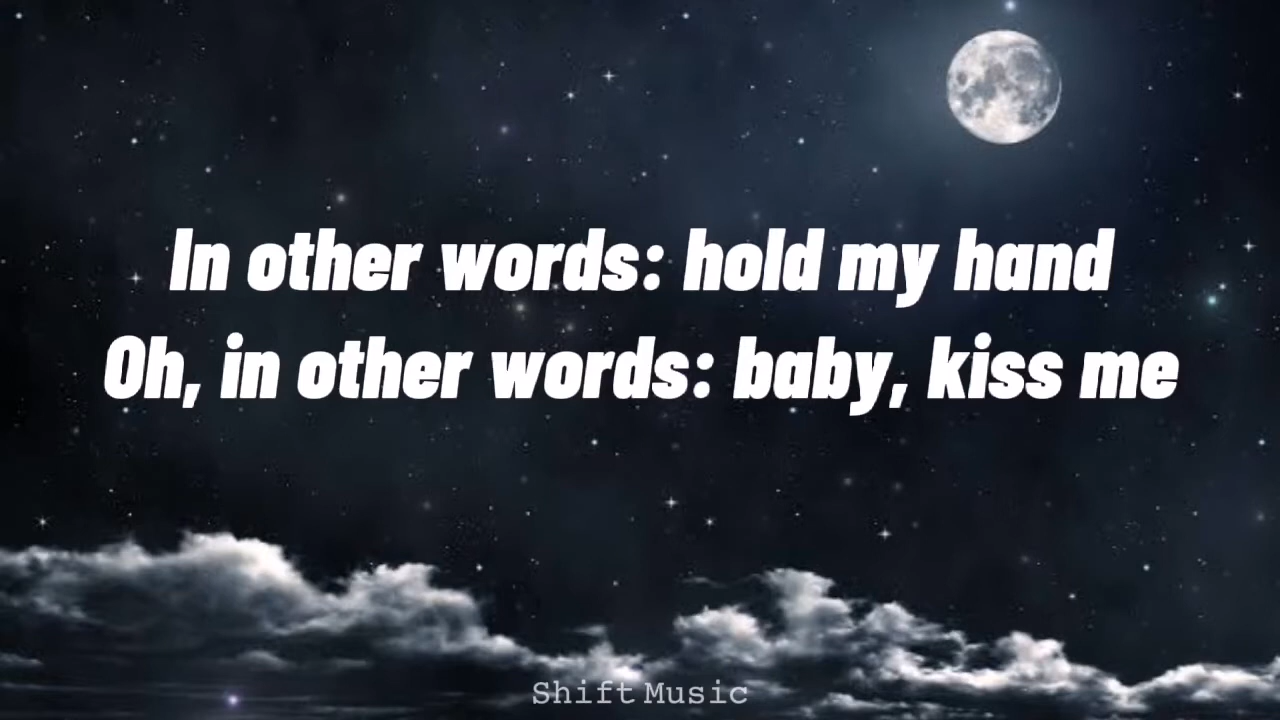 In other words: hold my hand
Oh, in other words: baby, kiss me
Shift Music